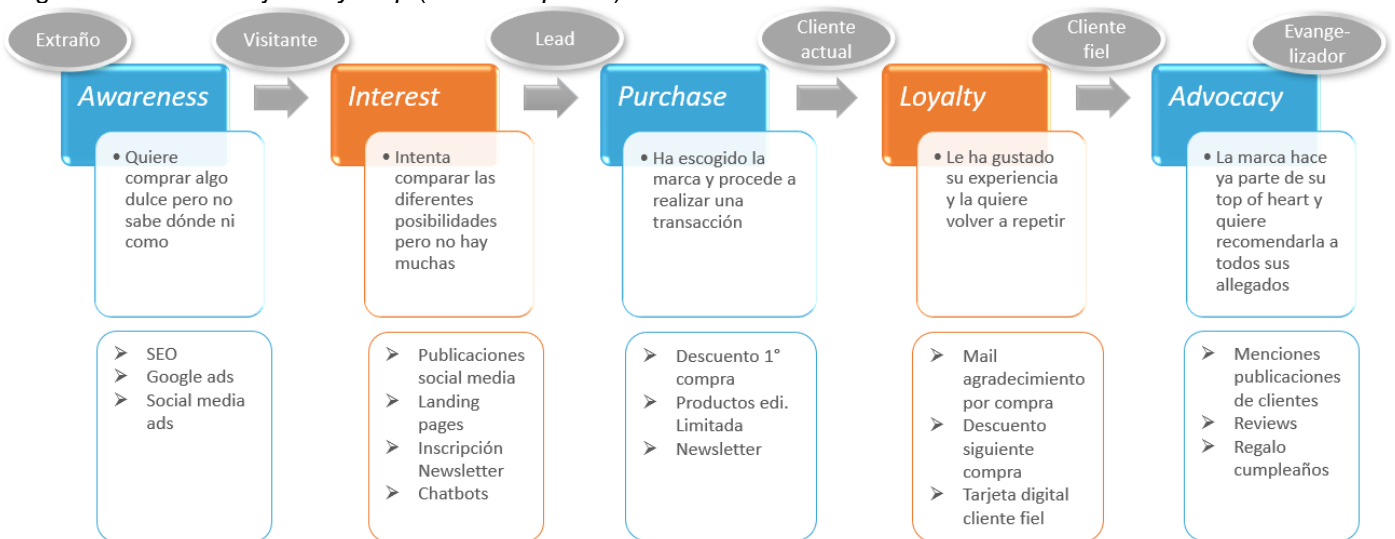 Extraño
Visitante
Lead
Cliente
actual
Cliente
fiel
Evange-
lizador
Awareness
Interest
Purchase
Loyalty
Advocacy
• Quiere
comprar algo
dulce pero no
sabe dónde ni
como
• Intenta
comparar las
diferentes
posibilidades
pero no hay
muchas
• Ha escogido la
marca y procede a
realizar una
transacción
• Le ha gustado
su experiencia
y la quiere
volver a repetir
• La marca hace
ya parte de su
top of heart y
quiere
recomendarla a
todos sus
allegados
➢ SEO
➢ Google ads
➢ Social media
ads
➢ Publicaciones
social media
➢ Landing
pages
➢ Inscripción
Newsletter
➢ Chatbots
➢ Descuento 1°
compra
➢ Productos edi.
Limitada
➢ Newsletter
➢ Mail
agradecimiento
por compra
➢ Descuento
siguiente
compra
➢ Tarjeta digital
cliente fiel
➢ Menciones
publicaciones
de clientes
➢ Reviews
➢ Regalo
cumpleaños